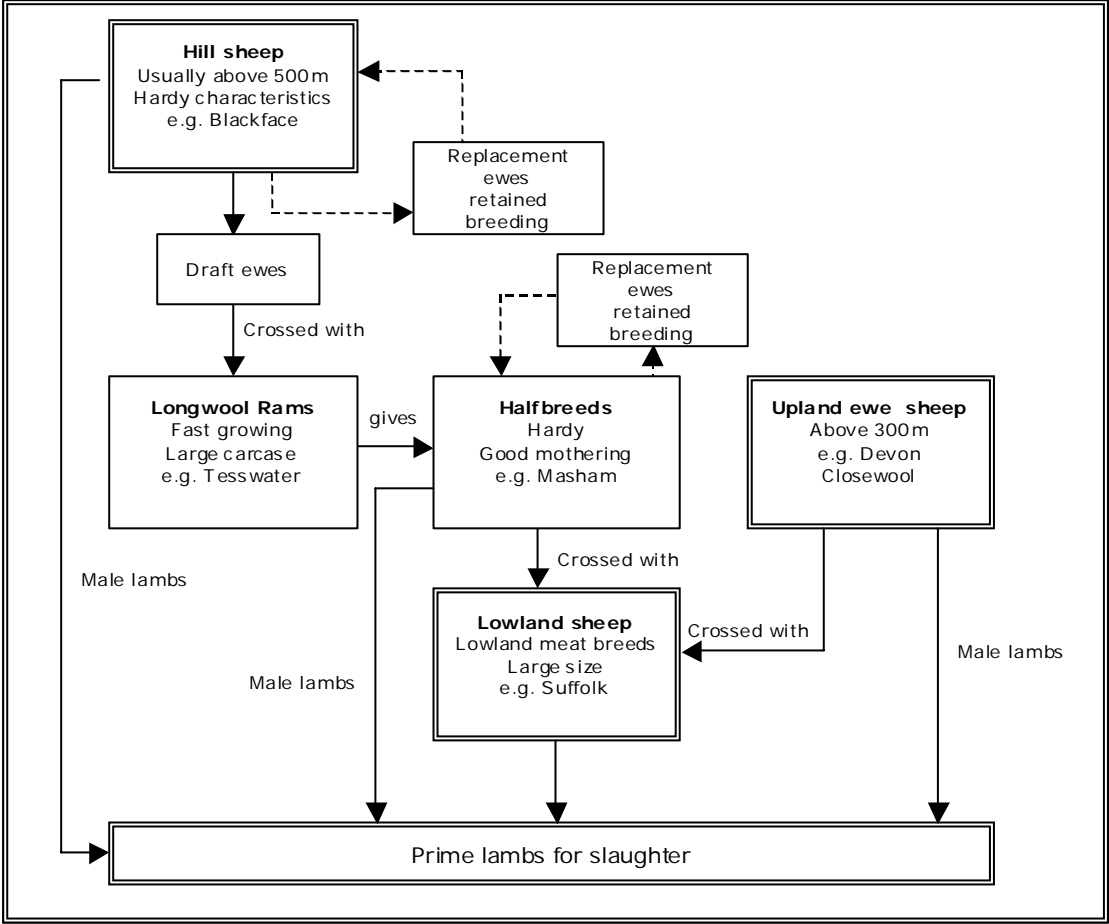 Hill sheep
Usually above 500m
Hardy characteristics
e.g. Blackface
Replacement
ewes
retained
breeding
Draft ewes
Replacement
ewes
retained
breeding
Crossed with
Longwool Rams
Fast growing
Large carcase
e.g. Tesswater
gives
Halfbreeds
Hardy
Good mothering
e.g. Masham
Upland ewe sheep
Above 300m
e.g. Devon
Closewool
Crossed with
Male lambs
Lowland sheep
Lowland meat breeds
Large size
e.g. Suffolk
Crossed with
Male lambs
Male lambs
Prime lambs for slaughter